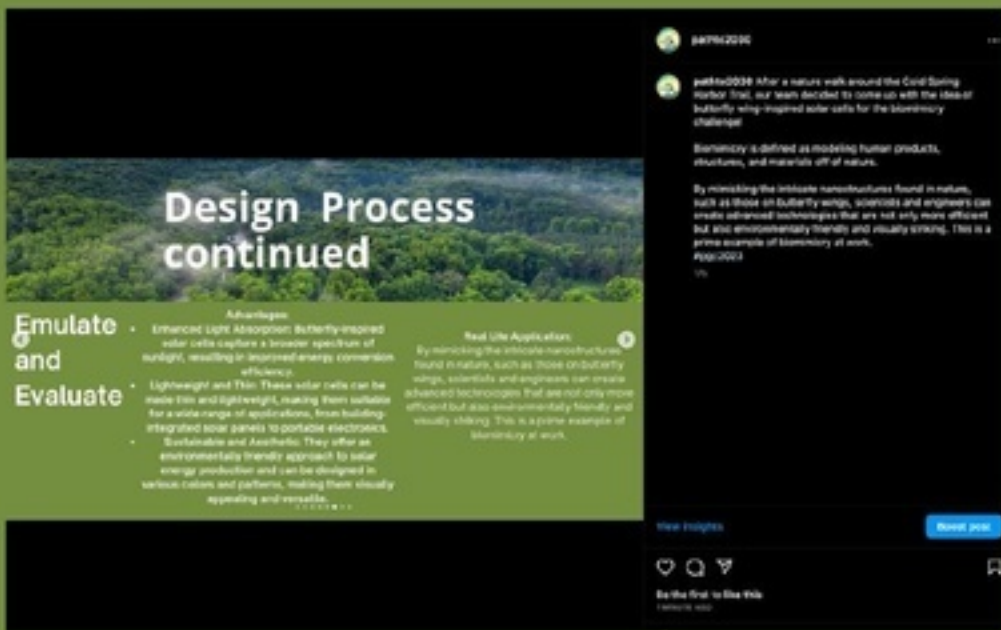 Design Process
continued
Emulate
and
Evaluate
Advantages:
Enhanced Light Absorption: Butterfly-inspired
solar cells capture a broader spectrum of
sunlight, resulting in improved energy conversion
efficiency.
Lightweight and Thin: These solar cells can be
made thin and lightweight, making them suitable
for a wide range of applications, from building-
integrated solar panels to portable electronics.
Sustainable and Aesthetic: They offer an
environmentally friendly approach to solar
energy production and can be designed in
various colors and patterns, making them visually
appealing and versatile.
Real Life Application:
By mimicking the intricate nanostructures
found in nature, such as those on butterfly
wings, scientists and engineers can create
advanced technologies that are not only more
efficient but also environmentally friendly and
visually striking. This is a prime example of
biomimicry at work.
After a nature walk around the Cold Spring
Harbor Trail, our team decided to come up with the idea of
butterfly wing-inspired solar cells for the biomimicry
challenge!
Biomimicry is defined as modeling human products,
structures, and materials off of nature.
By mimicking the intricate nanostructures found in nature,
such as those on butterfly wings, scientists and engineers can
create advanced technologies that are not only more efficient
but also environmentally friendly and visually striking. This is a
prime example of biomimicry at work.
View insights
Boost post
Be the first to like this
1 MINUTE AGO